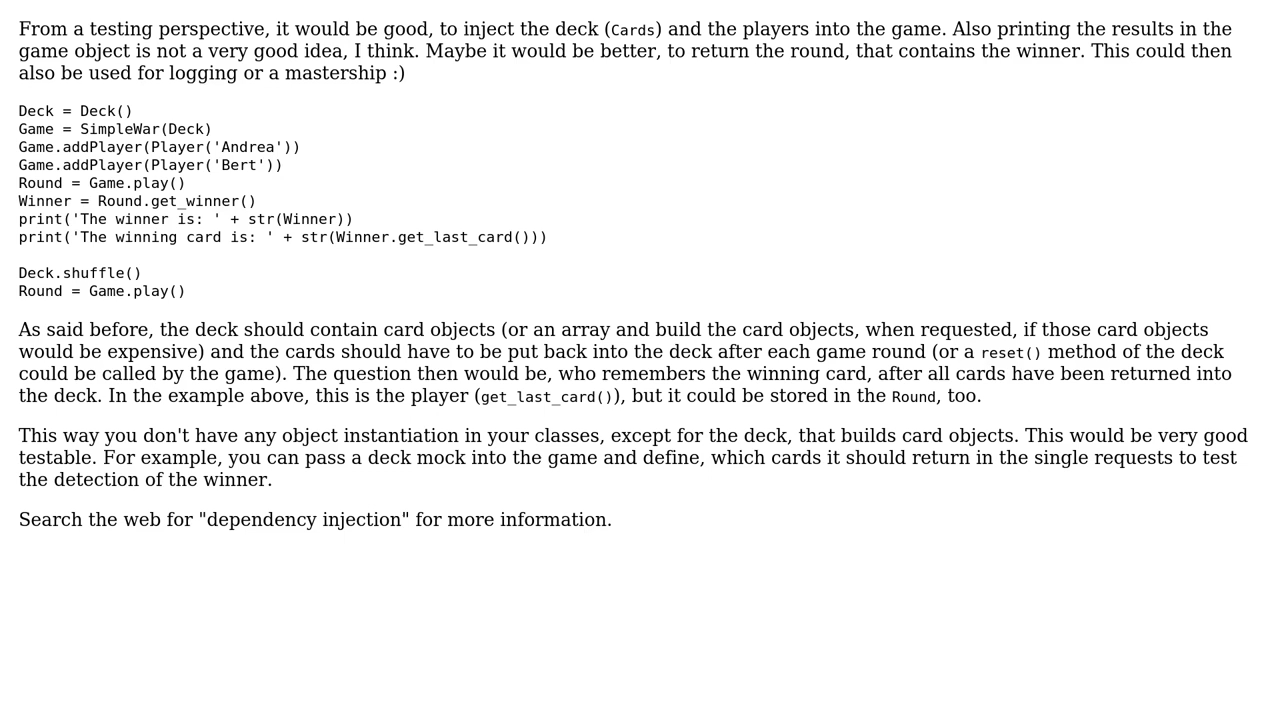 From a testing perspective, it would be good, to inject the deck (Cards) and the players into the game. Also printing the results in the
game object is not a very good idea, I think. Maybe it would be better, to return the round, that contains the winner. This could then
also be used for logging or a mastership :)
Deck = Deck()
Game = SimpleWar(Deck)
Game.addPlayer(Player('Andrea'))
Game.addPlayer(Player('Bert'))
Round = Game.play()
Winner = Round.get_winner()
print('The winner is: ' + str(Winner))
print('The winning card is: ' + str(Winner.get_last_card()))
Deck.shuffle()
Round = Game.play()
As said before, the deck should contain card objects (or an array and build the card objects, when requested, if those card objects
would be expensive) and the cards should have to be put back into the deck after each game round (or a reset() method of the deck
could be called by the game). The question then would be, who remembers the winning card, after all cards have been returned into
the deck. In the example above, this is the player (get_last_card()), but it could be stored in the Round, too.
This way you don't have any object instantiation in your classes, except for the deck, that builds card objects. This would be very good
testable. For example, you can pass a deck mock into the game and define, which cards it should return in the single requests to test
the detection of the winner.
Search the web for "dependency injection" for more information.